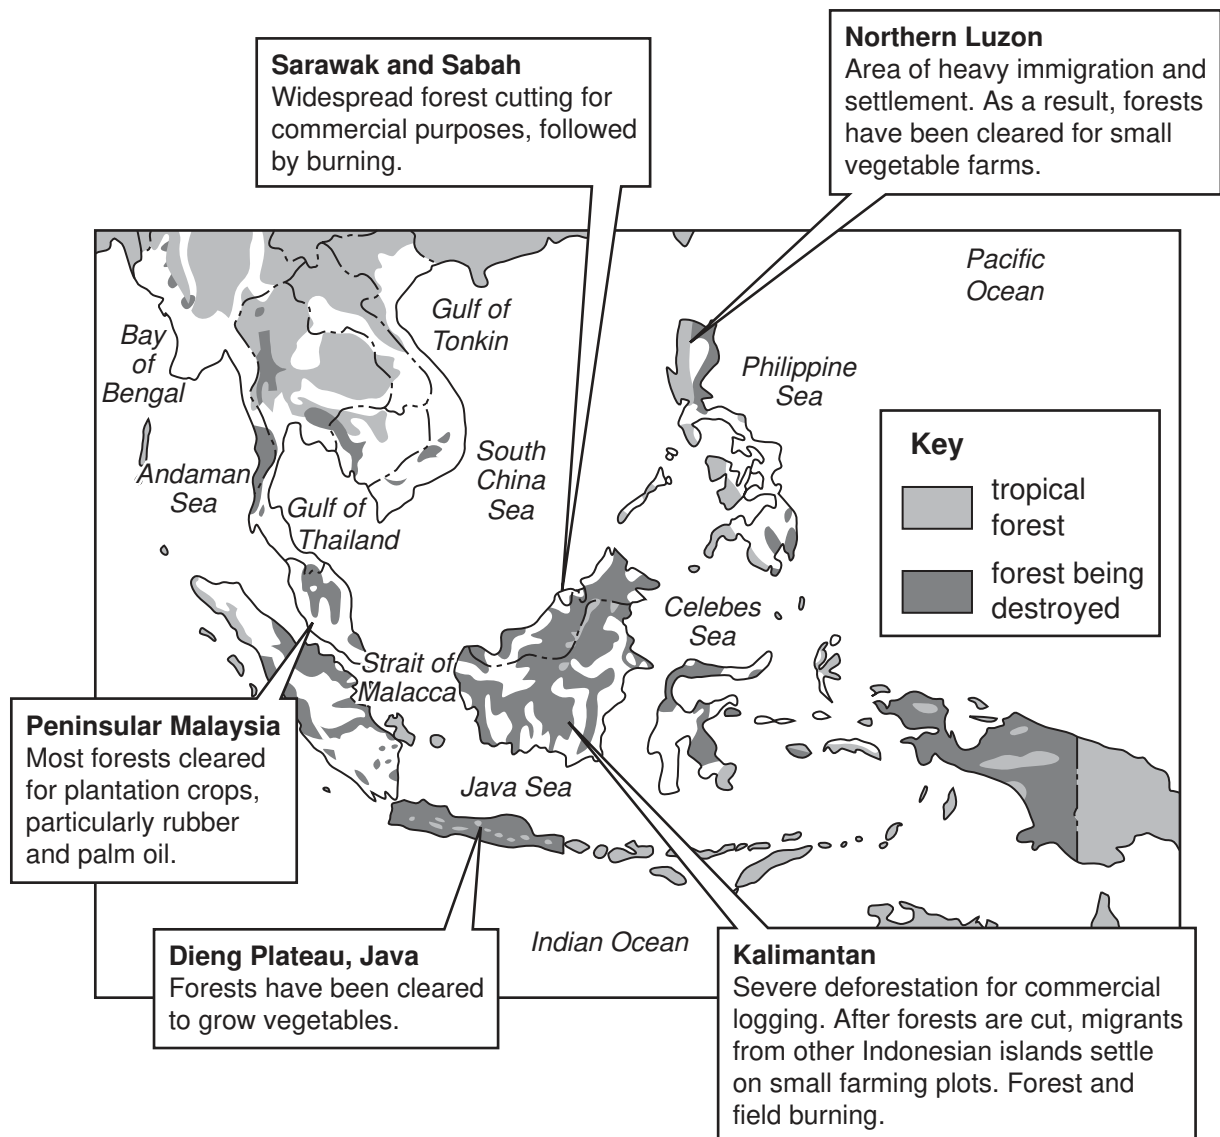 Sarawak and Sabah
Widespread forest cutting for
commercial purposes, followed
by burning.
Northern Luzon
Area of heavy immigration and
settlement. As a result, forests
have been cleared for small
vegetable farms.
Pacific
Ocean
Gulf of
Tonkin
Bay
of
Bengal
Philippine
Sea
Key
tropical
forest
forest being
destroyed
South
China
Sea
Andaman
Sea
Gulf of
Thailand
Celebes
Sea
Strait of
Malacca
Peninsular Malaysia
Most forests cleared
for plantation crops,
particularly rubber
and palm oil.
Java Sea
Indian Ocean
Dieng Plateau, Java
Forests have been cleared
to grow vegetables.
Kalimantan
Severe deforestation for commercial
logging. After forests are cut, migrants
from other Indonesian islands settle
on small farming plots. Forest and
field burning.